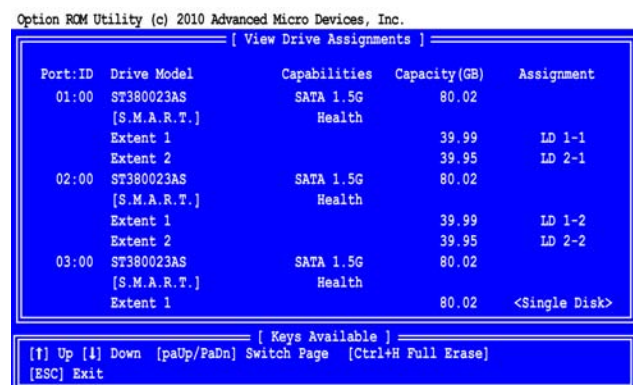 Option ROM Utility (c) 2010 Advanced Micro Devices, Inc.
[ View Drive Assignments ]
Port:ID Drive Model Capabilities Capacity(GB) Assignment
01:00 ST380023AS SATA 1.5G 80.02
[S.M.A.R.T.] Health
Extent 1 39.99 LD 1-1
Extent 2 39.95 LD 2-1
02:00 ST380023AS SATA 1.5G 80.02
[S.M.A.R.T.] Health
Extent 1 39.99 LD 1-2
Extent 2 39.95 LD 2-2
03:00 ST380023AS SATA 1.5G 80.02
[S.M.A.R.T.] Health
Extent 1 80.02 <Single Disk>
[ Keys Available ]
[↑] Up [↓] Down [paUp/PaDn] Switch Page [Ctrl+H Full Erase]
[ESC] Exit